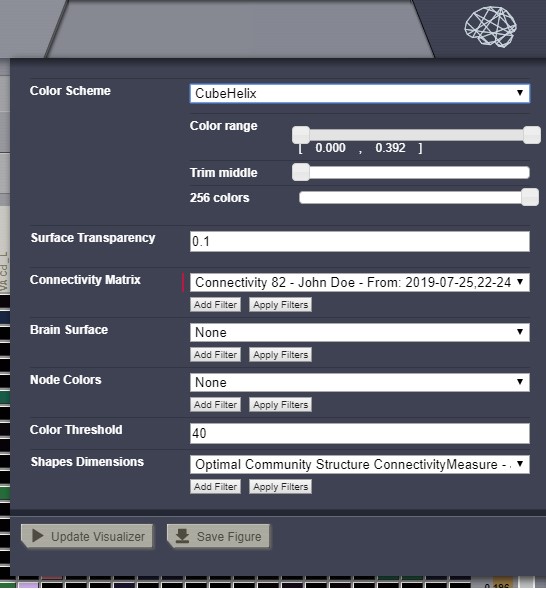 Color Scheme
CubeHelix
Color range
[ 0.000 , 0.392 ]
Trim middle
256 colors
Surface Transparency
0.1
Connectivity Matrix
Connectivity 82 - John Doe - From: 2019-07-25,22-24
Add Filter Apply Filters
Brain Surface
None
Add Filter Apply Filters
Node Colors
None
Add Filter Apply Filters
Color Threshold
40
Shapes Dimensions
Optimal Community Structure ConnectivityMeasure -
Add Filter Apply Filters
Update Visualizer Save Figure